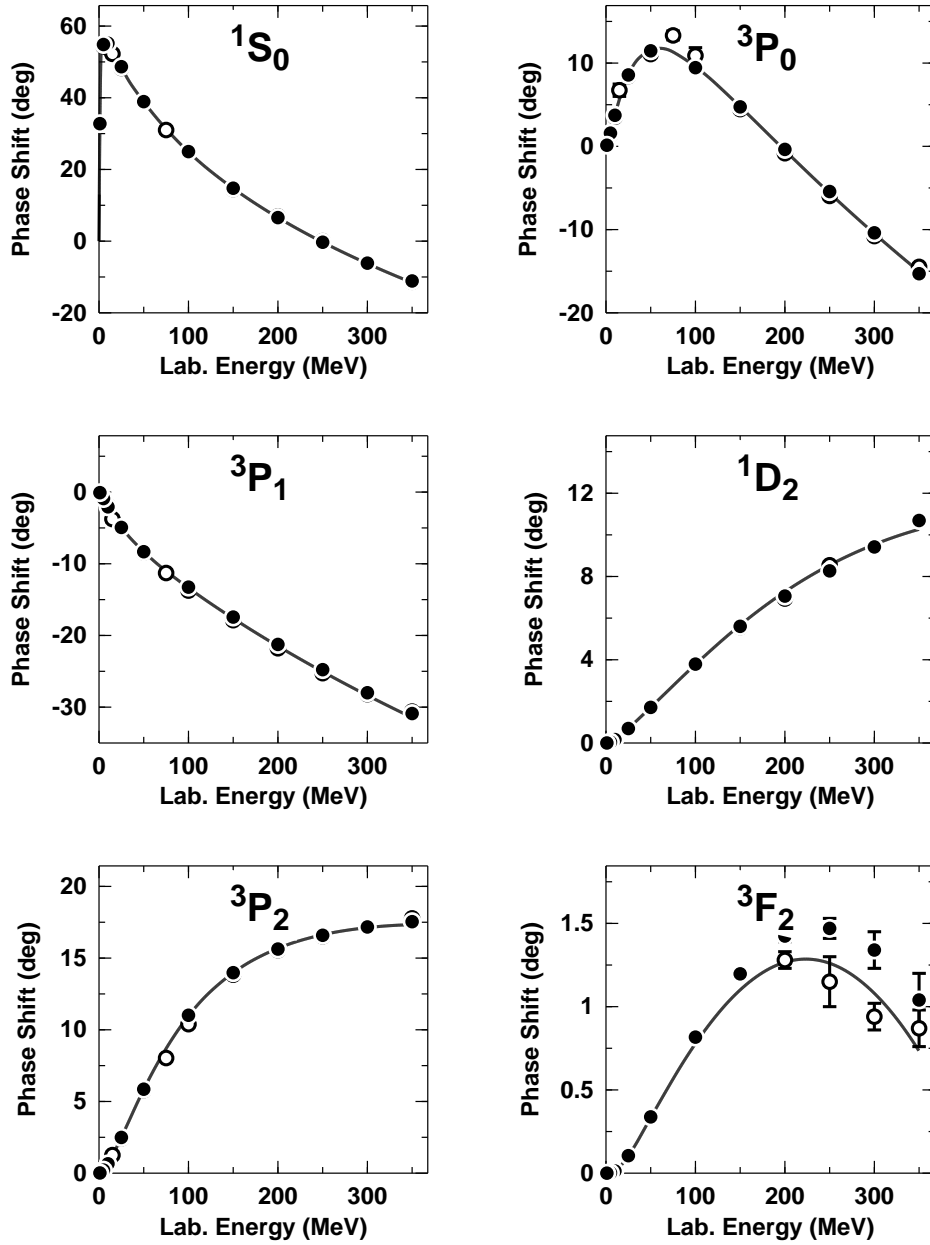 ¹S₀
Phase Shift (deg)
60
40
20
0
-20
0 100 200 300
Lab. Energy (MeV)
³P₀
Phase Shift (deg)
10
0
-10
-20
0 100 200 300
Lab. Energy (MeV)
³P₁
Phase Shift (deg)
0
-10
-20
-30
0 100 200 300
Lab. Energy (MeV)
¹D₂
Phase Shift (deg)
12
8
4
0
0 100 200 300
Lab. Energy (MeV)
³P₂
Phase Shift (deg)
20
15
10
5
0
0 100 200 300
Lab. Energy (MeV)
³F₂
Phase Shift (deg)
1.5
1
0.5
0
0 100 200 300
Lab. Energy (MeV)